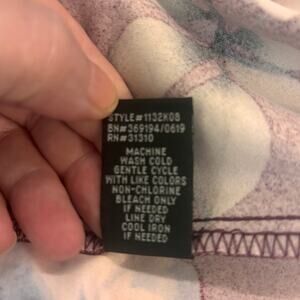 STYLE#1132K08
BN#369194/0619
RN#31310
MACHINE
WASH COLD
GENTLE CYCLE
WITH LIKE COLORS
NON-CHLORINE
BLEACH ONLY
IF NEEDED
LINE DRY
COOL IRON
IF NEEDED